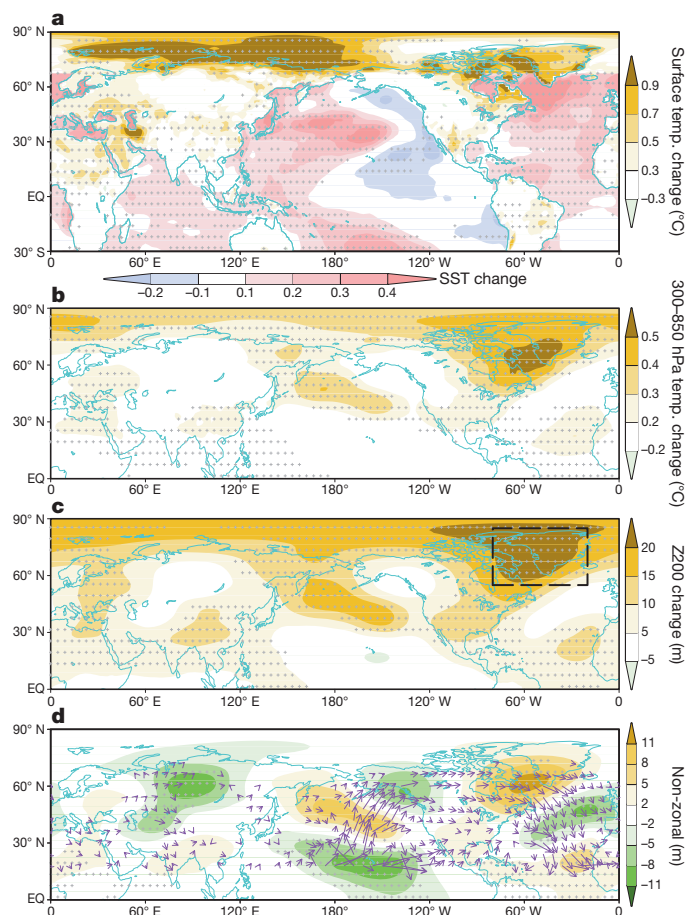 a
90° N
60° N
30° N
EQ
30° S
0
60° E
120° E
180°
120° W
60° W
0
0.9
0.7
0.5
0.3
−0.3
Surface temp. change (°C)
−0.2
−0.1
0.1
0.2
0.3
0.4
SST change
b
90° N
60° N
30° N
EQ
0
60° E
120° E
180°
120° W
60° W
0
0.5
0.4
0.3
0.2
−0.2
300–850 hPa temp. change (°C)
c
90° N
60° N
30° N
EQ
0
60° E
120° E
180°
120° W
60° W
0
20
15
10
5
−5
Z200 change (m)
d
90° N
60° N
30° N
EQ
0
60° E
120° E
180°
120° W
60° W
0
11
8
5
2
−2
−5
−8
−11
Non-zonal (m)